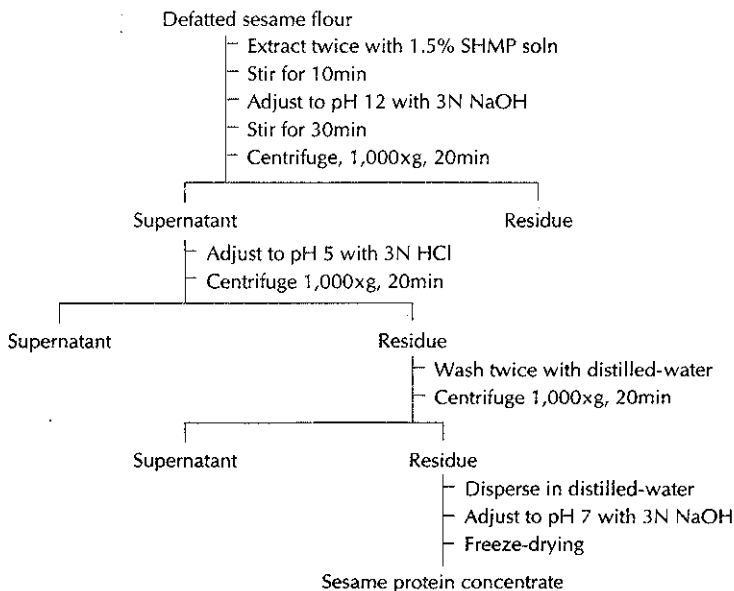 Defatted sesame flour
Extract twice with 1.5% SHMP soln
Stir for 10min
Adjust to pH 12 with 3N NaOH
Stir for 30min
Centrifuge, 1,000xg, 20min
Supernatant Residue
Adjust to pH 5 with 3N HCl
Centrifuge 1,000xg, 20min
Supernatant Residue
Wash twice with distilled-water
Centrifuge 1,000xg, 20min
Supernatant Residue
Disperse in distilled-water
Adjust to pH 7 with 3N NaOH
Freeze-drying
Sesame protein concentrate